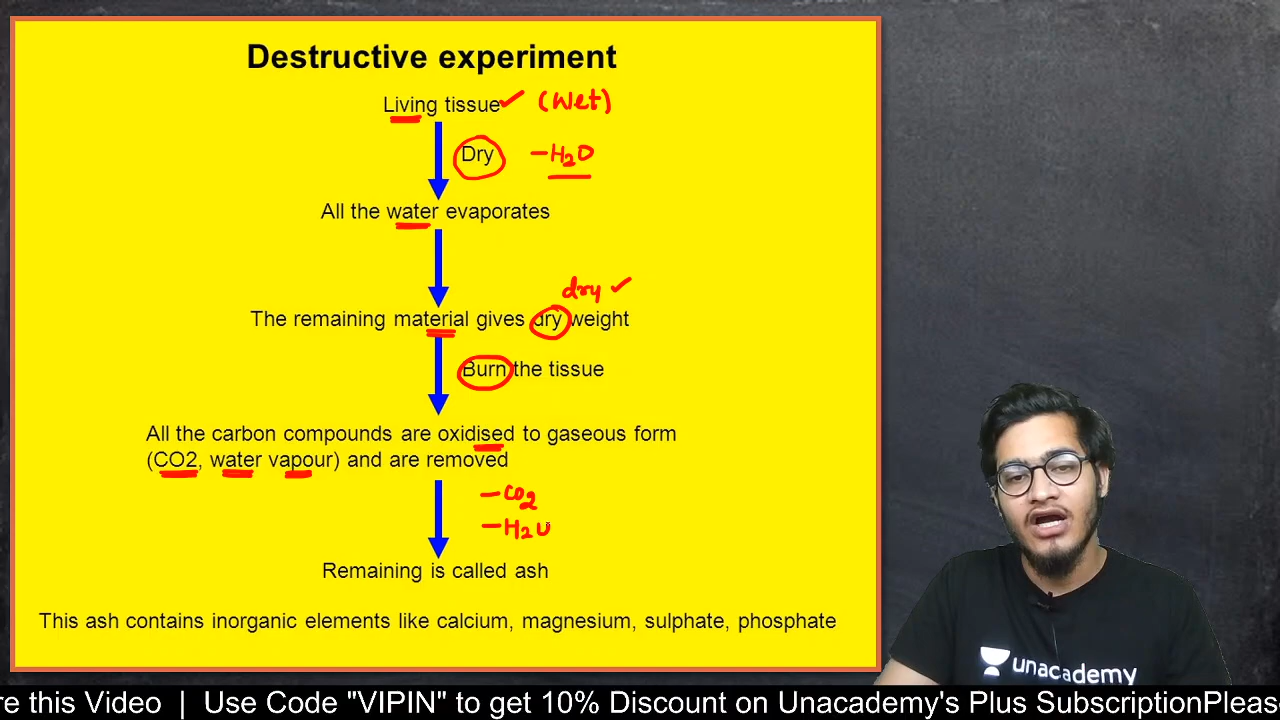 Destructive experiment
Living tissue (Wet)
Dry -H2O
All the water evaporates
dry
The remaining material gives dry weight
Burn the tissue
All the carbon compounds are oxidised to gaseous form
(CO2, water vapour) and are removed
-CO2
-H2U
Remaining is called ash
This ash contains inorganic elements like calcium, magnesium, sulphate, phosphate
unacademy
re this Video | Use Code "VIPIN" to get 10% Discount on Unacademy's Plus SubscriptionPleas